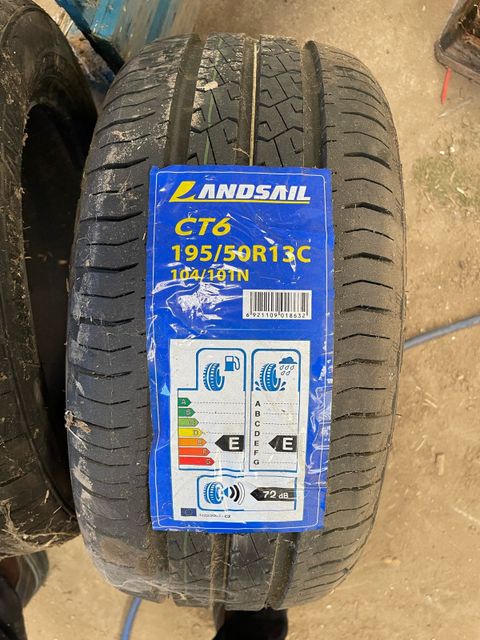 LANDSAIL
CT6
195/50R13C
104/101N
6921109018632
A
B
C
D
E
F
G
E
E
72 dB